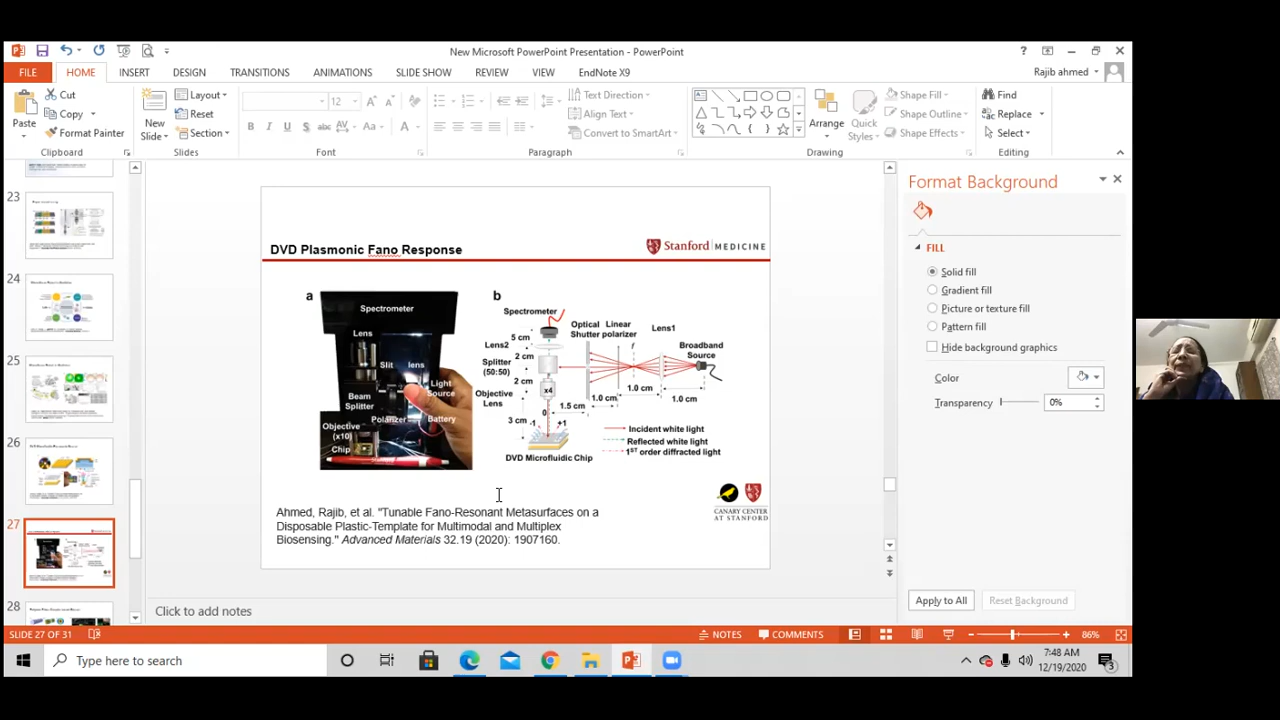 New Microsoft PowerPoint Presentation - PowerPoint
FILE HOME INSERT DESIGN TRANSITIONS ANIMATIONS SLIDE SHOW REVIEW VIEW EndNote X9 Rajib ahmed
Paste Cut Copy Format Painter
New Slide Layout Reset Section
12
Text Direction Align Text Convert to SmartArt
Arrange Quick Styles Shape Fill Shape Outline Shape Effects
Find Replace Select
Clipboard Slides Font Paragraph Drawing Editing
23
24
25
26
27
28
DVD Plasmonic Fano Response
Stanford MEDICINE
a
Spectrometer
Lens
Slit lens
Light Source
Beam Splitter
Polarizer
Battery
Objective (x10)
Chip
b
Spectrometer
5 cm
Lens2
2 cm
Splitter (50:50)
2 cm
Objective Lens
x4
3 cm
0
-1 +1
DVD Microfluidic Chip
Optical Shutter
Linear polarizer
Lens1
Broadband Source
f
1.0 cm
1.5 cm
1.0 cm
1.0 cm
Incident white light
Reflected white light
1ST order diffracted light
Ahmed, Rajib, et al. "Tunable Fano-Resonant Metasurfaces on a
Disposable Plastic-Template for Multimodal and Multiplex
Biosensing." Advanced Materials 32.19 (2020): 1907160.
CANARY CENTER
AT STANFORD
Click to add notes
Format Background
FILL
Solid fill
Gradient fill
Picture or texture fill
Pattern fill
Hide background graphics
Color
Transparency 0%
Apply to All Reset Background
SLIDE 27 OF 31 NOTES COMMENTS 86%
Type here to search
7:48 AM
12/19/2020
3